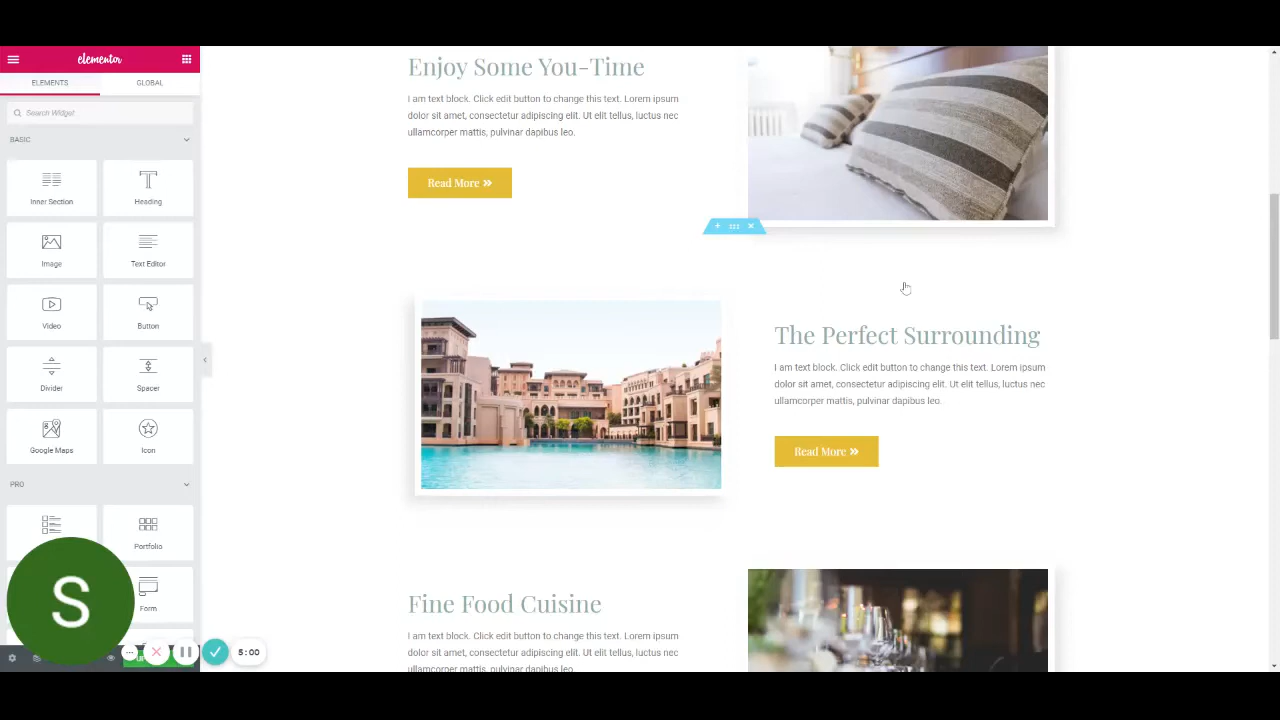 elementor
ELEMENTS
GLOBAL
Search Widget
BASIC
Inner Section
Heading
Image
Text Editor
Video
Button
Divider
Spacer
Google Maps
Icon
PRO
Portfolio
Form
S
5:00
Enjoy Some You-Time
I am text block. Click edit button to change this text. Lorem ipsum
dolor sit amet, consectetur adipiscing elit. Ut elit tellus, luctus nec
ullamcorper mattis, pulvinar dapibus leo.
Read More
The Perfect Surrounding
I am text block. Click edit button to change this text. Lorem ipsum
dolor sit amet, consectetur adipiscing elit. Ut elit tellus, luctus nec
ullamcorper mattis, pulvinar dapibus leo.
Read More
Fine Food Cuisine
I am text block. Click edit button to change this text. Lorem ipsum
dolor sit amet, consectetur adipiscing elit. Ut elit tellus, luctus nec
ullamcorper mattis, pulvinar dapibus leo.